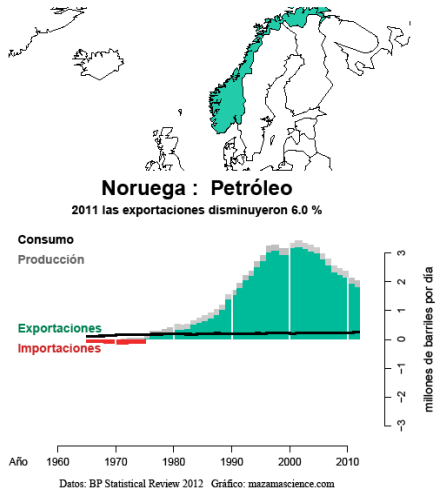 Noruega : Petróleo
2011 las exportaciones disminuyeron 6.0 %
Consumo
Producción
Exportaciones
Importaciones
3
2
1
0
−1
−2
−3
millones de barriles por día
Año 1960 1970 1980 1990 2000 2010
Datos: BP Statistical Review 2012 Gráfico: mazamascience.com